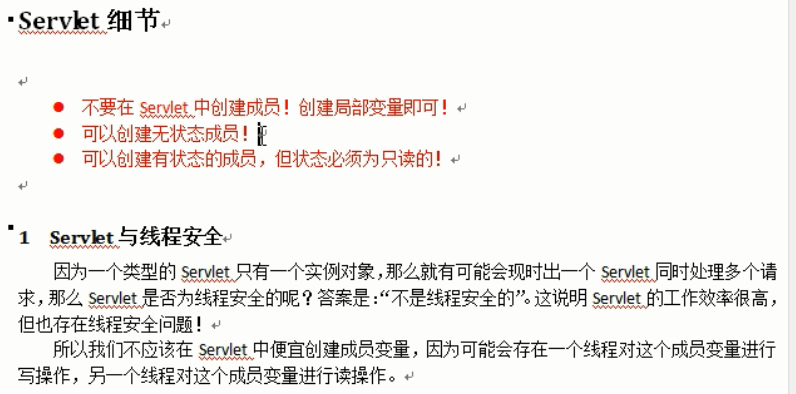 Servlet 细节
不要在 Servlet 中创建成员！创建局部变量即可！
可以创建无状态成员！
可以创建有状态的成员，但状态必须为只读的！
1 Servlet 与线程安全
因为一个类型的 Servlet 只有一个实例对象，那么就有可能会现时出一个 Servlet 同时处理多个请
求，那么 Servlet 是否为线程安全的呢？答案是：“不是线程安全的”。这说明 Servlet 的工作效率很高，
但也存在线程安全问题！
所以我们不应该在 Servlet 中便宜创建成员变量，因为可能会存在一个线程对这个成员变量进行
写操作，另一个线程对这个成员变量进行读操作。